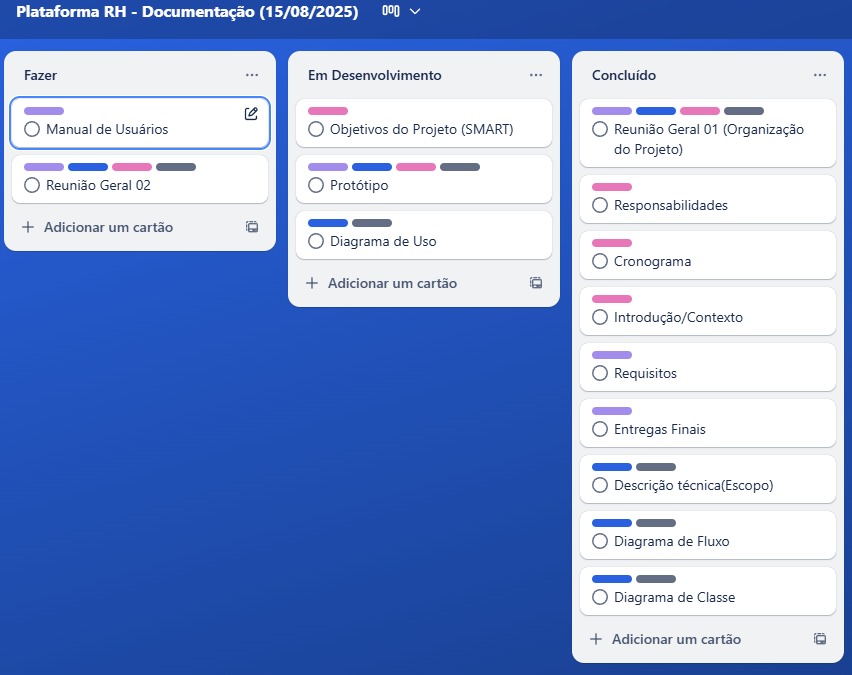 Plataforma RH - Documentação (15/08/2025)
Fazer
Manual de Usuários
Reunião Geral 02
Adicionar um cartão
Em Desenvolvimento
Objetivos do Projeto (SMART)
Protótipo
Diagrama de Uso
Adicionar um cartão
Concluído
Reunião Geral 01 (Organização
do Projeto)
Responsabilidades
Cronograma
Introdução/Contexto
Requisitos
Entregas Finais
Descrição técnica(Escopo)
Diagrama de Fluxo
Diagrama de Classe
Adicionar um cartão